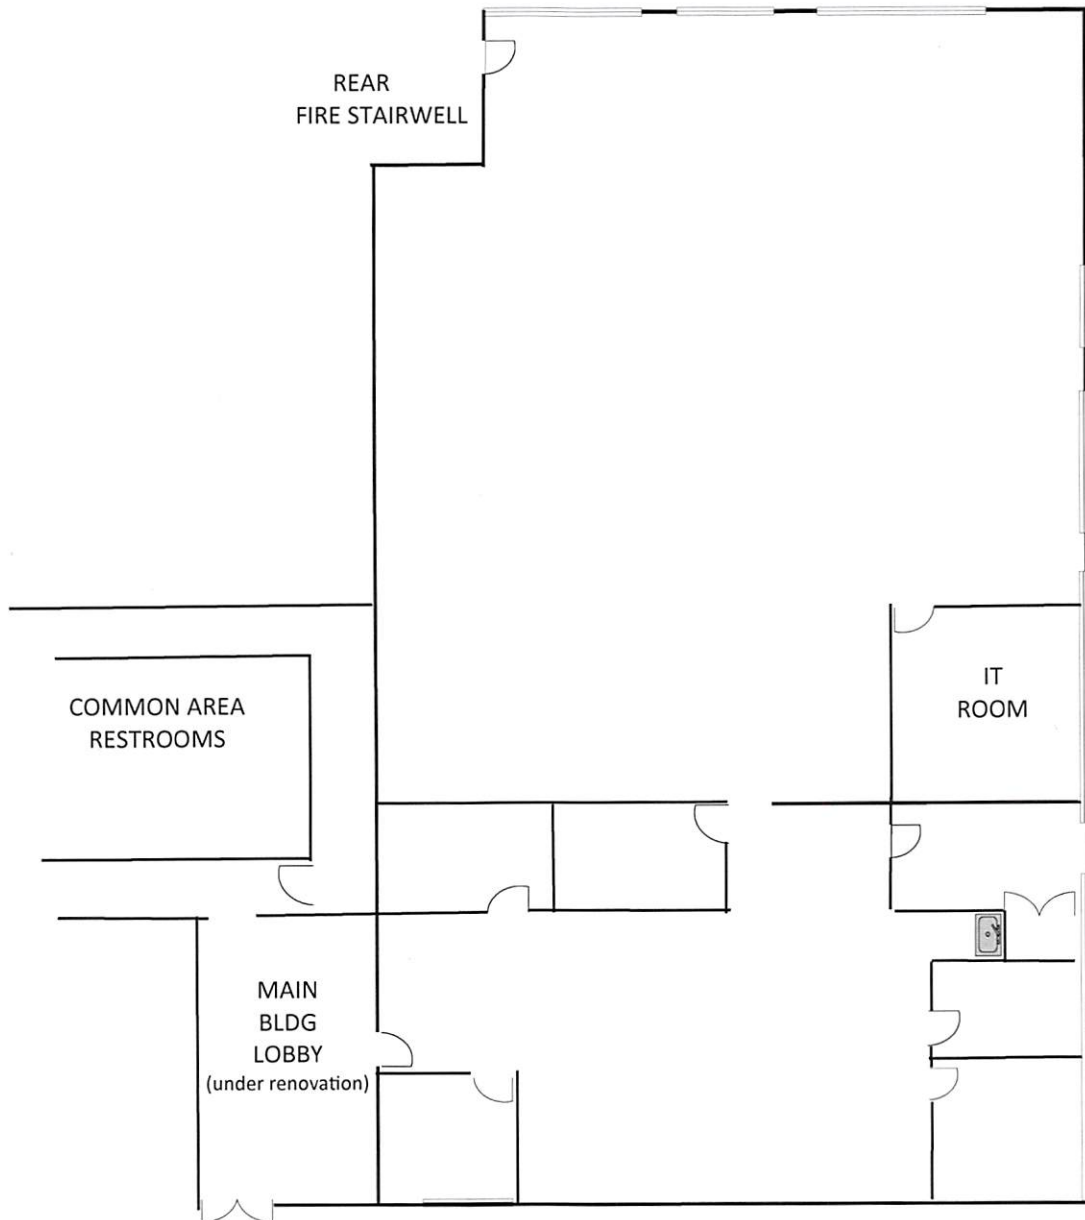 REAR
FIRE STAIRWELL
IT
ROOM
COMMON AREA
RESTROOMS
MAIN
BLDG
LOBBY
(under renovation)